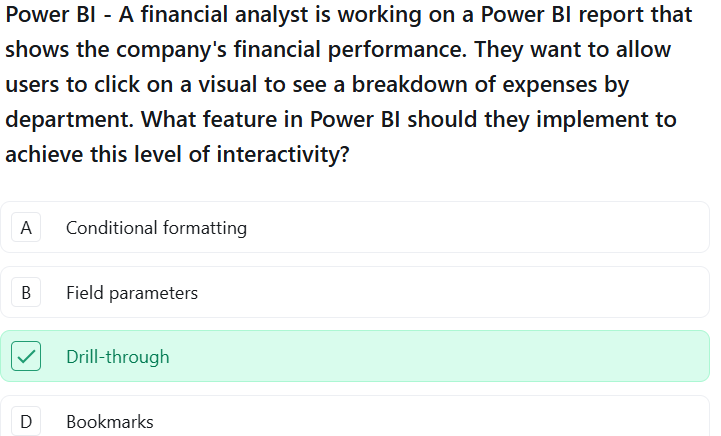 Power BI - A financial analyst is working on a Power BI report that
shows the company's financial performance. They want to allow
users to click on a visual to see a breakdown of expenses by
department. What feature in Power BI should they implement to
achieve this level of interactivity?
A Conditional formatting
B Field parameters
Drill-through
D Bookmarks